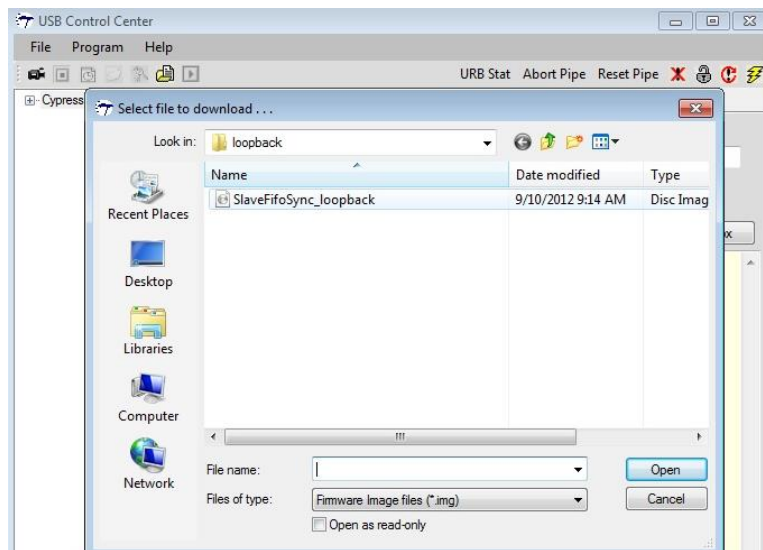 USB Control Center
File Program Help
URB Stat Abort Pipe Reset Pipe
Cypress
Select file to download . . .
Look in: loopback
Name Date modified Type
SlaveFifoSync_loopback 9/10/2012 9:14 AM Disc Imag
Recent Places
Desktop
Libraries
Computer
Network
File name: Open
Files of type: Firmware Image files (*.img) Cancel
Open as read-only